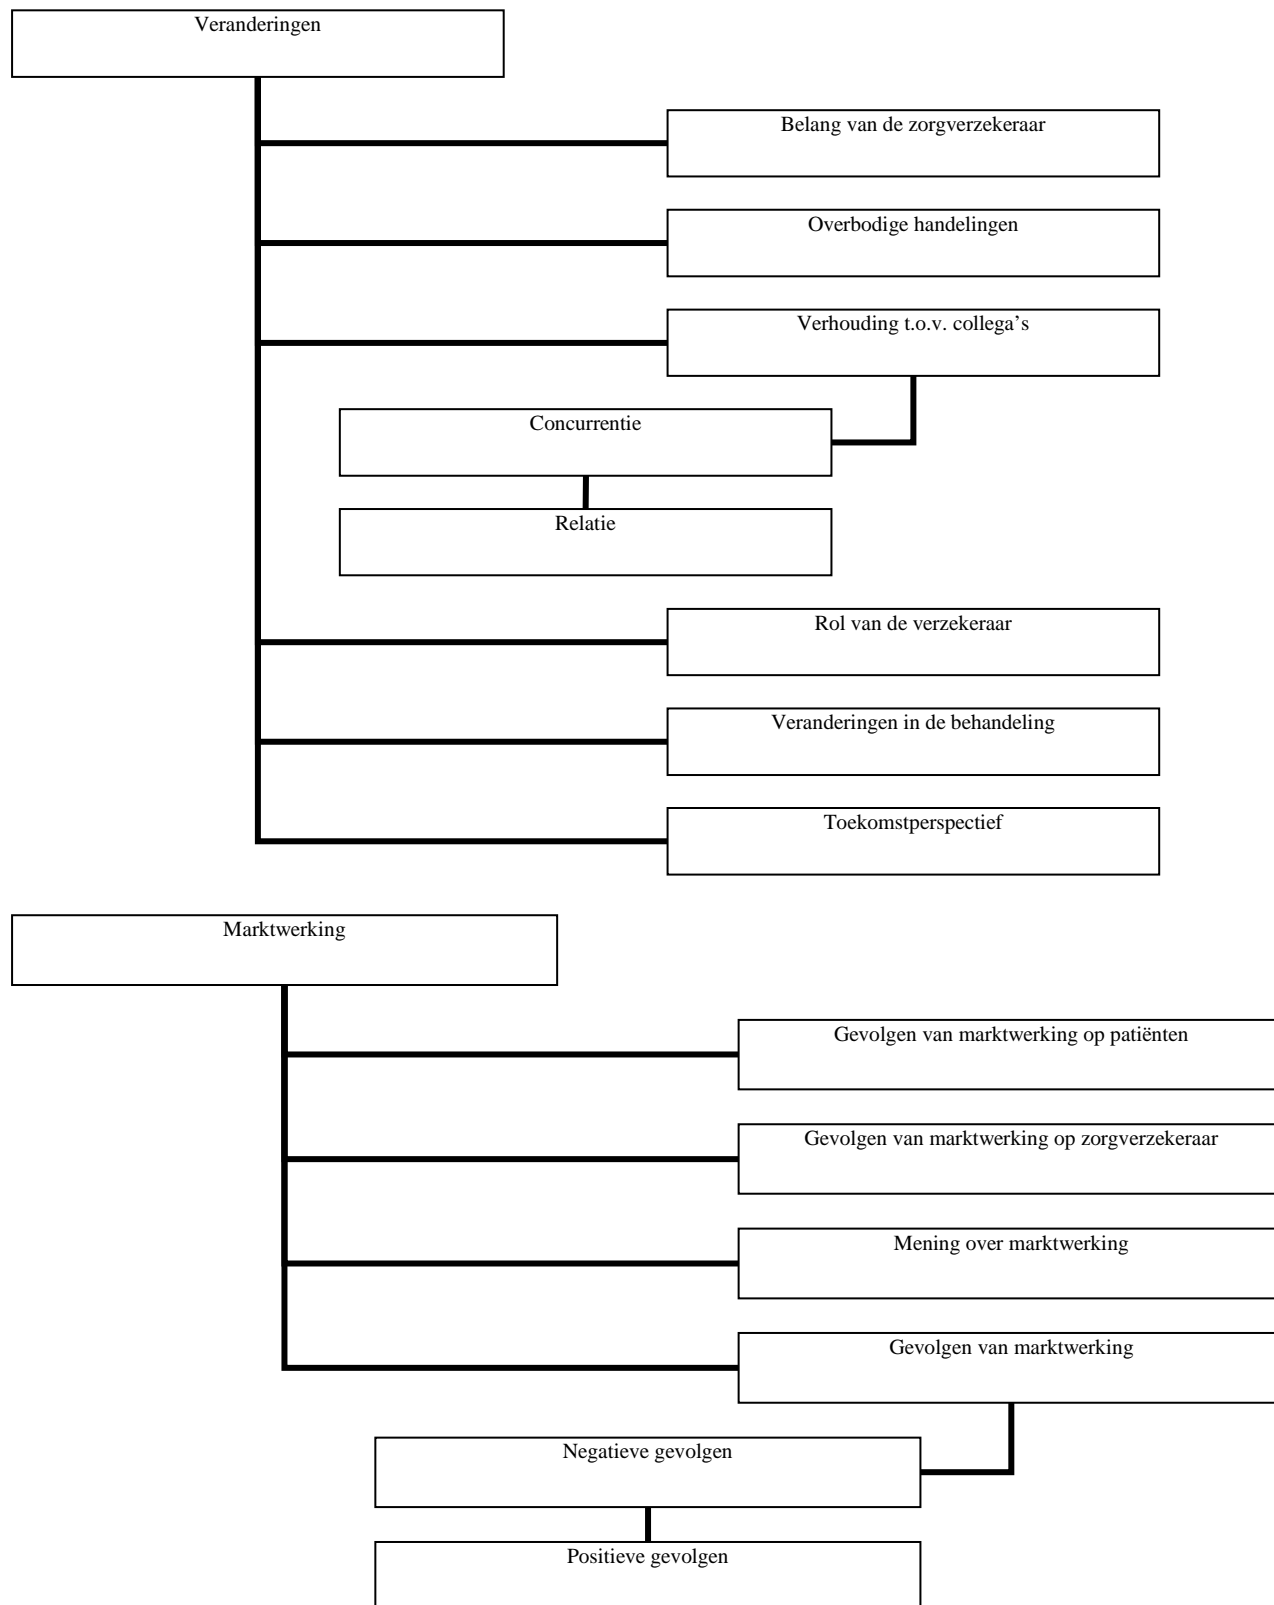 Veranderingen
Belang van de zorgverzekeraar
Overbodige handelingen
Verhouding t.o.v. collega’s
Concurrentie
Relatie
Rol van de verzekeraar
Veranderingen in de behandeling
Toekomstperspectief
Marktwerking
Gevolgen van marktwerking op patiënten
Gevolgen van marktwerking op zorgverzekeraar
Mening over marktwerking
Gevolgen van marktwerking
Negatieve gevolgen
Positieve gevolgen